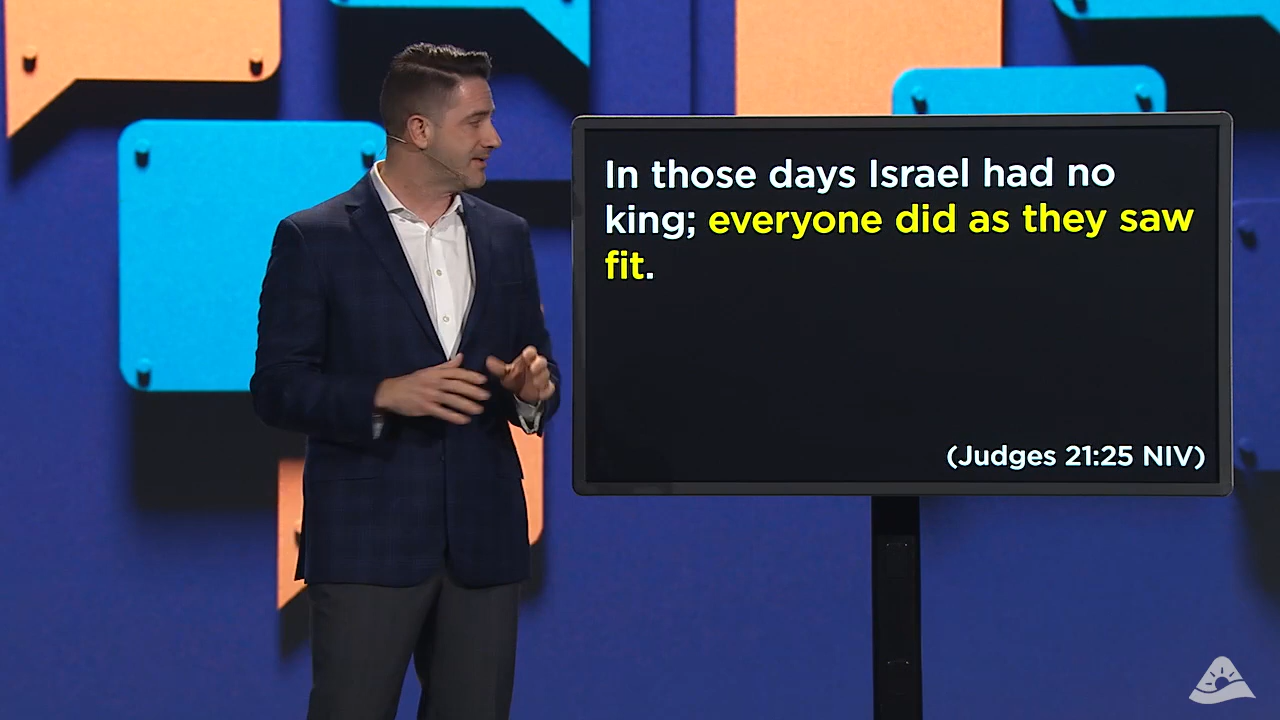 In those days Israel had no
king; everyone did as they saw
fit.
(Judges 21:25 NIV)